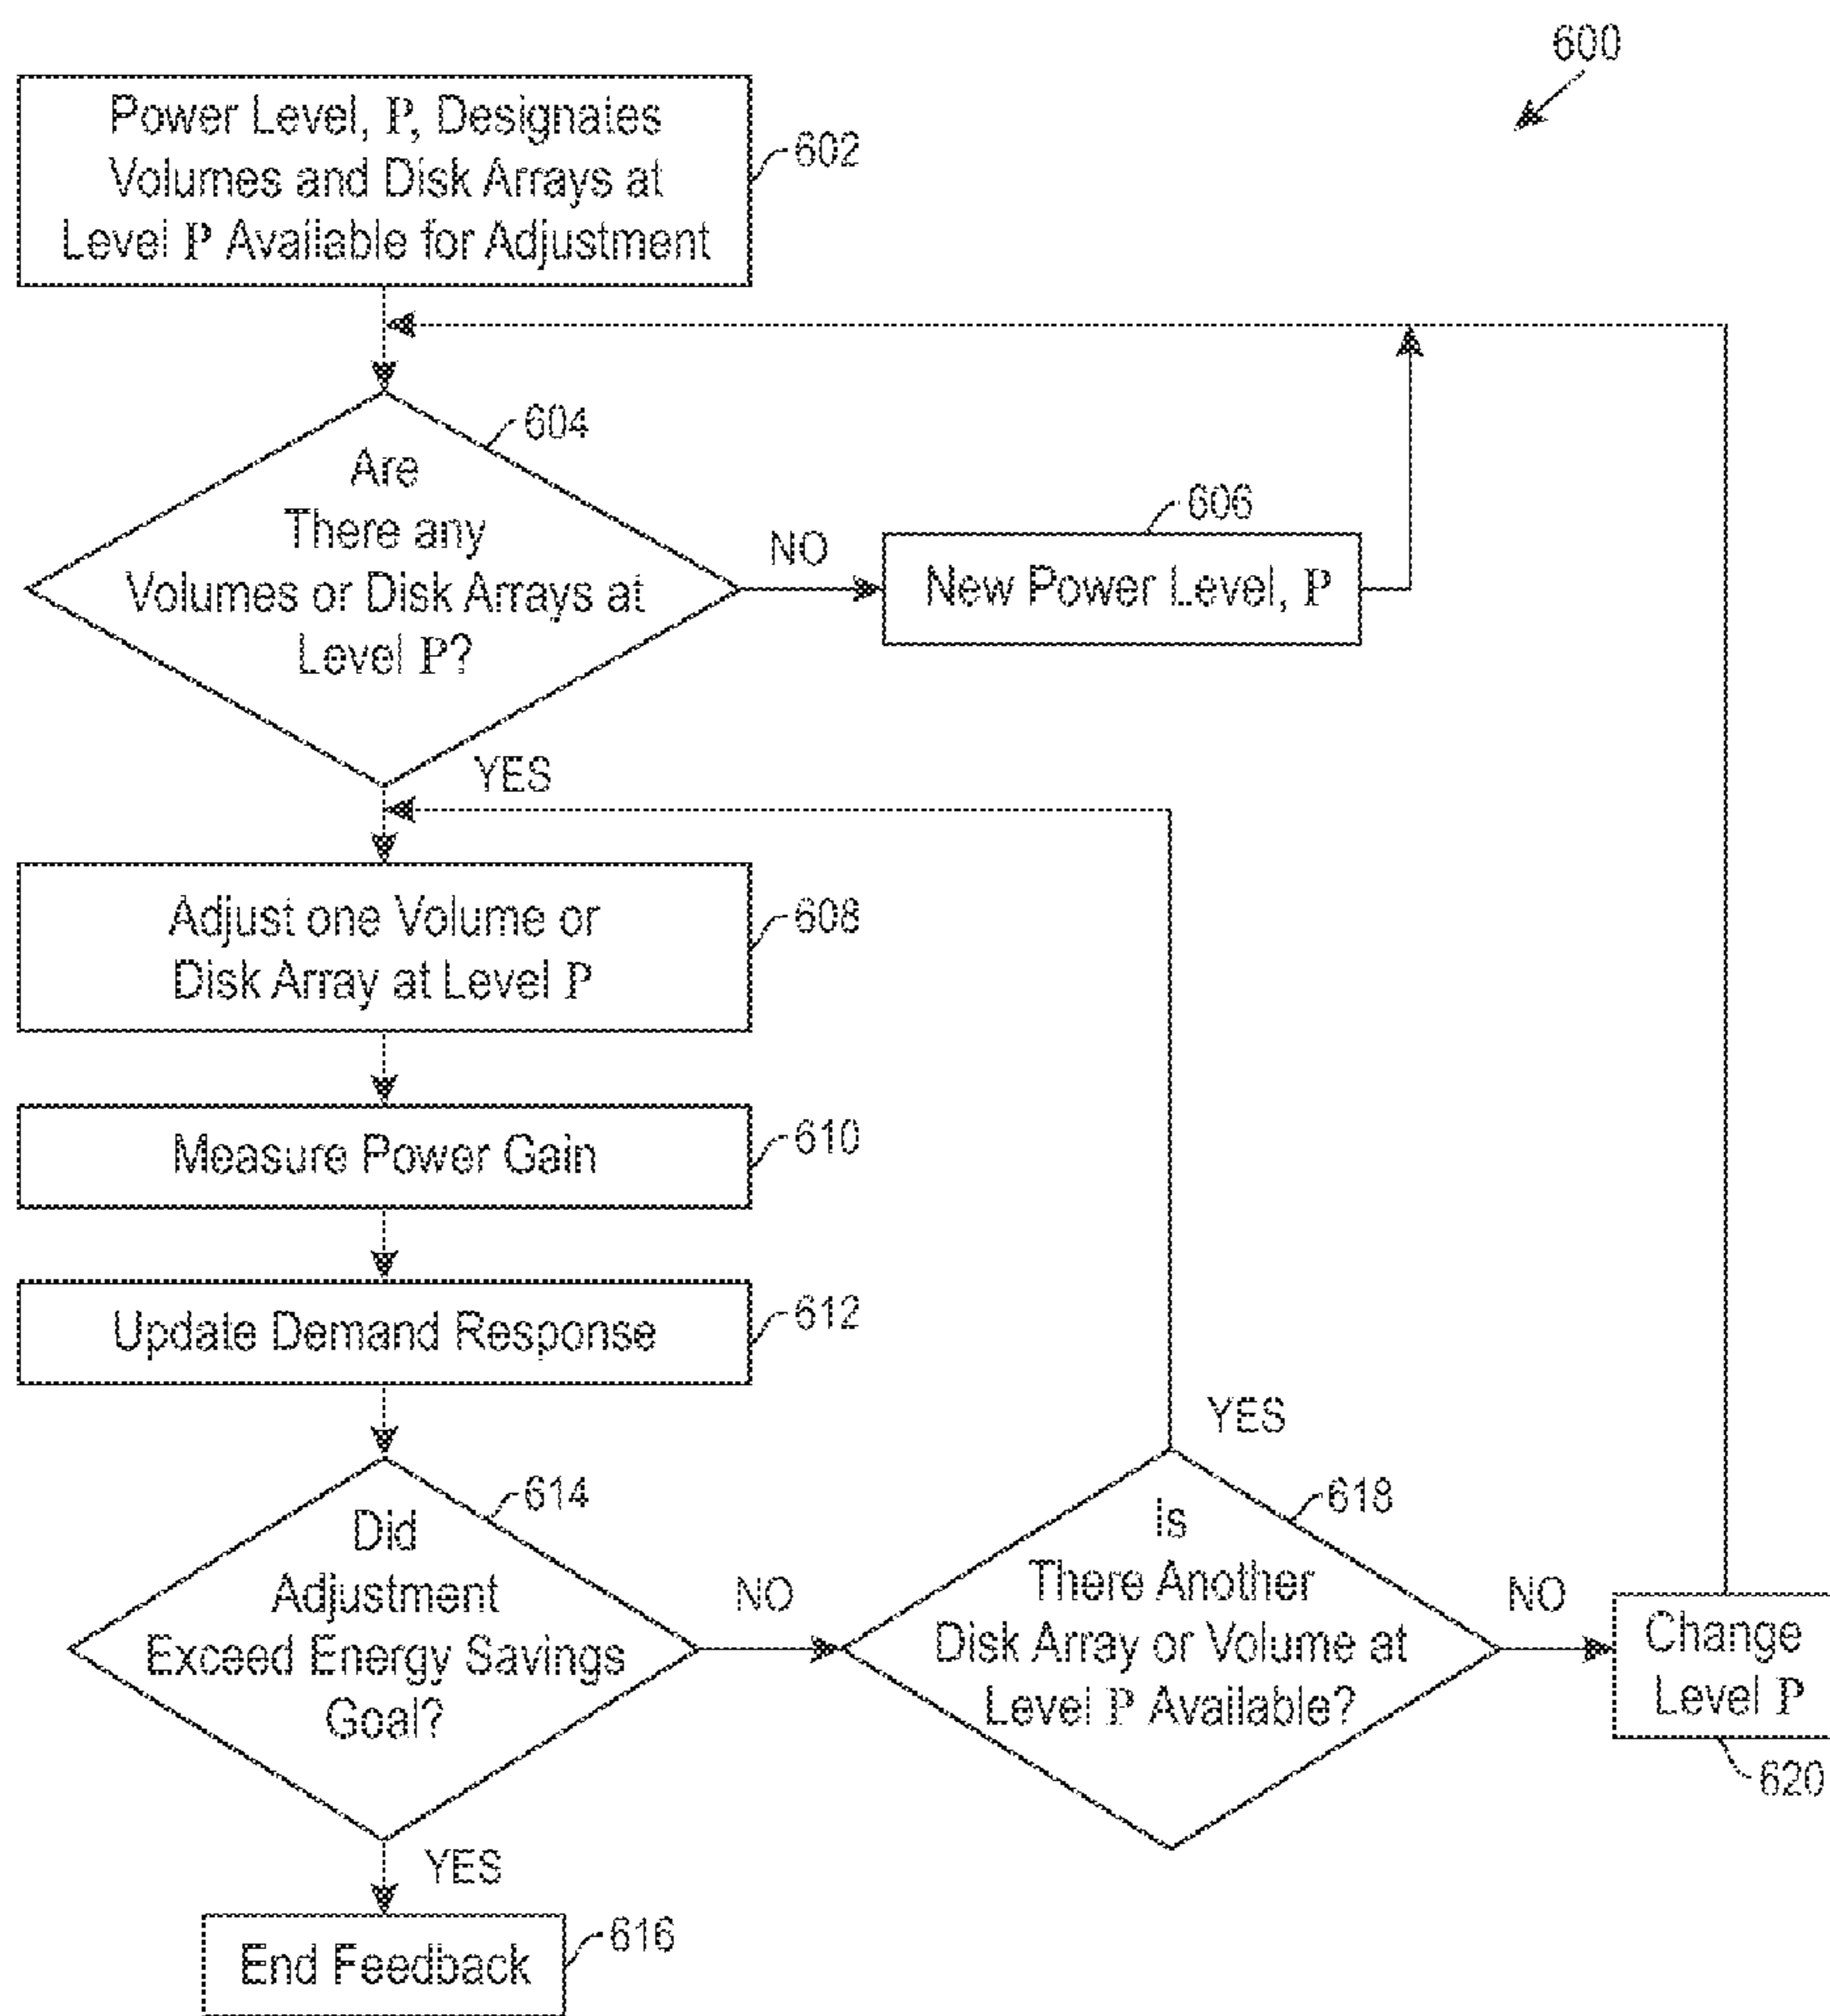 600
Power Level, P, Designates
Volumes and Disk Arrays at
Level P Available for Adjustment
602
604
Are
There any
Volumes or Disk Arrays at
Level P?
NO
606
New Power Level, P
YES
Adjust one Volume or
Disk Array at Level P
608
Measure Power Gain
610
Update Demand Response
612
614
Did
Adjustment
Exceed Energy Savings
Goal?
NO
YES
618
Is
There Another
Disk Array or Volume at
Level P Available?
NO
Change
Level P
620
YES
End Feedback
616